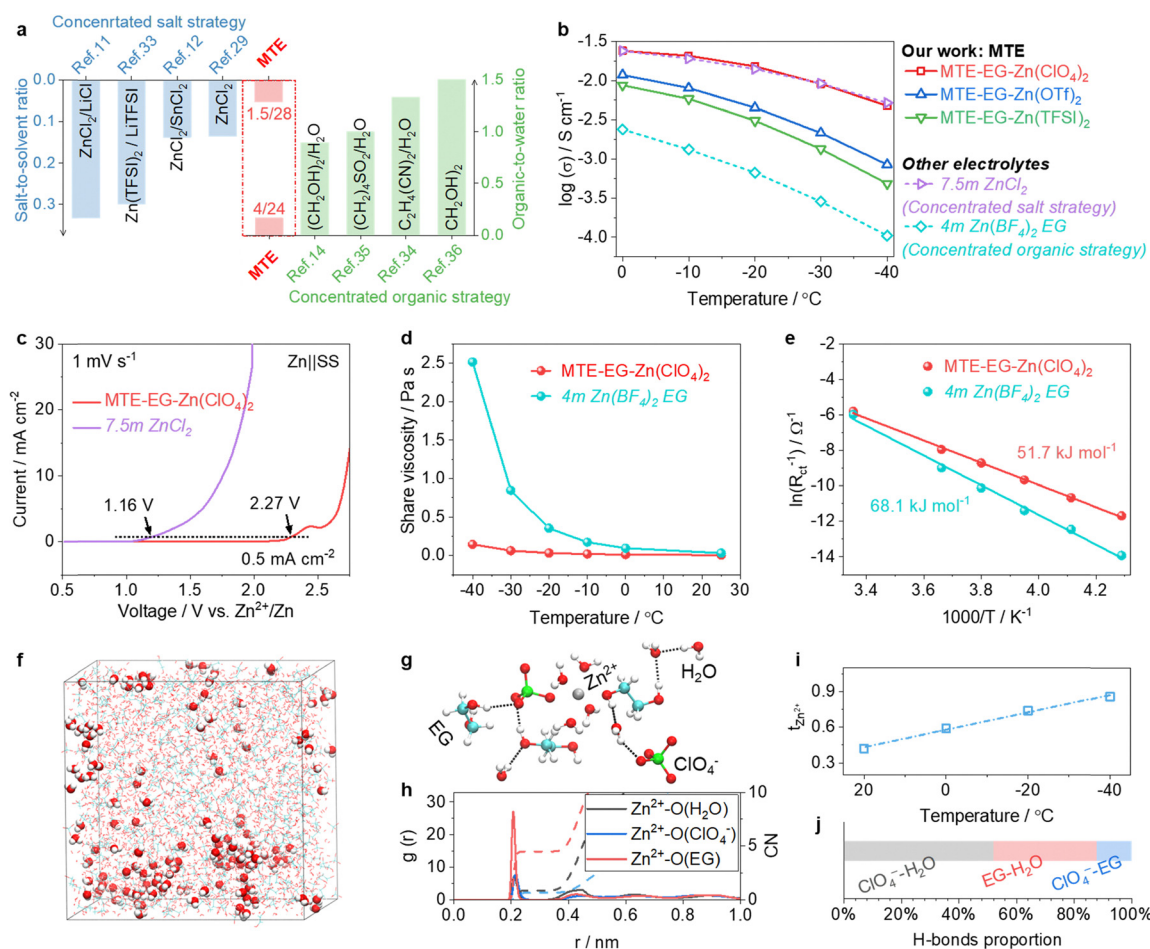 a
Concenrtated salt strategy
Ref.11
Ref.33
Ref.12
Ref.29
MTE
Salt-to-solvent ratio
0.0
0.1
0.2
0.3
ZnCl₂/LiCl
Zn(TFSI)₂ / LiTFSI
ZnCl₂/SnCl₂
ZnCl₂
1.5/28
4/24
(CH₂OH)₂/H₂O
(CH₂)₄SO₂/H₂O
C₂H₄(CN)₂/H₂O
CH₂OH)₂
1.5
1.0
0.5
0.0
Organic-to-water ratio
MTE
Ref.14
Ref.35
Ref.34
Ref.36
Concentrated organic strategy
b
log (σ) / S cm⁻¹
-1.5
-2.0
-2.5
-3.0
-3.5
-4.0
0 -10 -20 -30 -40
Temperature / °C
Our work: MTE
MTE-EG-Zn(ClO₄)₂
MTE-EG-Zn(OTf)₂
MTE-EG-Zn(TFSI)₂
Other electrolytes
7.5m ZnCl₂
(Concentrated salt strategy)
4m Zn(BF₄)₂ EG
(Concentrated organic strategy)
c
1 mV s⁻¹
Zn||SS
MTE-EG-Zn(ClO₄)₂
7.5m ZnCl₂
1.16 V
2.27 V
0.5 mA cm⁻²
Current / mA cm⁻²
30
20
10
0
0.5 1.0 1.5 2.0 2.5
Voltage / V vs. Zn²⁺/Zn
d
MTE-EG-Zn(ClO₄)₂
4m Zn(BF₄)₂ EG
Share viscosity / Pa s
2.5
2.0
1.5
1.0
0.5
0.0
-40 -30 -20 -10 0 10 20 30
Temperature / °C
e
MTE-EG-Zn(ClO₄)₂
4m Zn(BF₄)₂ EG
51.7 kJ mol⁻¹
68.1 kJ mol⁻¹
ln(R_ct⁻¹) / Ω⁻¹
-2
-4
-6
-8
-10
-12
-14
3.4 3.6 3.8 4.0 4.2
1000/T / K⁻¹
f
g
Zn²⁺
H₂O
EG
ClO₄⁻
h
g (r)
30
20
10
0
Zn²⁺-O(H₂O)
Zn²⁺-O(ClO₄⁻)
Zn²⁺-O(EG)
10
5
0
CN
0.0 0.2 0.4 0.6 0.8 1.0
r / nm
i
t_Zn²⁺
0.9
0.6
0.3
20 0 -20 -40
Temperature / °C
j
ClO₄⁻-H₂O
EG-H₂O
ClO₄⁻-EG
0% 20% 40% 60% 80% 100%
H-bonds proportion